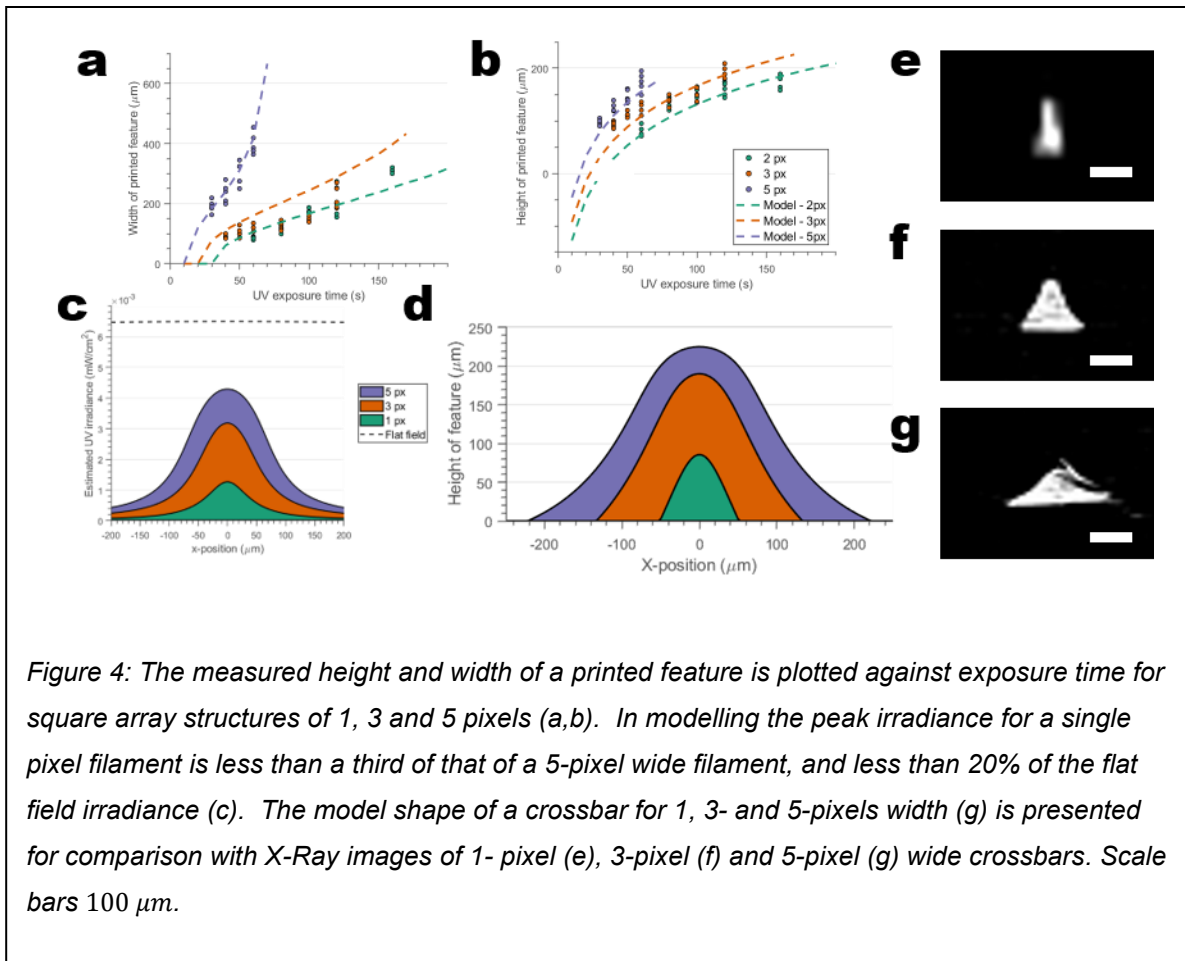 a
Width of printed feature (µm)
600
400
200
0
0
50
100
150
UV exposure time (s)
b
Height of printed feature (µm)
200
100
0
0
50
100
150
UV exposure time (s)
2 px
3 px
5 px
Model - 2px
Model - 3px
Model - 5px
c
×10⁻³
Estimated UV irradiance (mW/cm²)
6
5
4
3
2
1
0
-200
-150
-100
-50
0
50
100
150
200
x-position (µm)
5 px
3 px
1 px
Flat field
d
Height of feature (µm)
250
200
150
100
50
0
-200
-100
0
100
200
X-position (µm)
e
f
g
Figure 4: The measured height and width of a printed feature is plotted against exposure time for
square array structures of 1, 3 and 5 pixels (a,b). In modelling the peak irradiance for a single
pixel filament is less than a third of that of a 5-pixel wide filament, and less than 20% of the flat
field irradiance (c). The model shape of a crossbar for 1, 3- and 5-pixels width (g) is presented
for comparison with X-Ray images of 1- pixel (e), 3-pixel (f) and 5-pixel (g) wide crossbars. Scale
bars 100 µm.